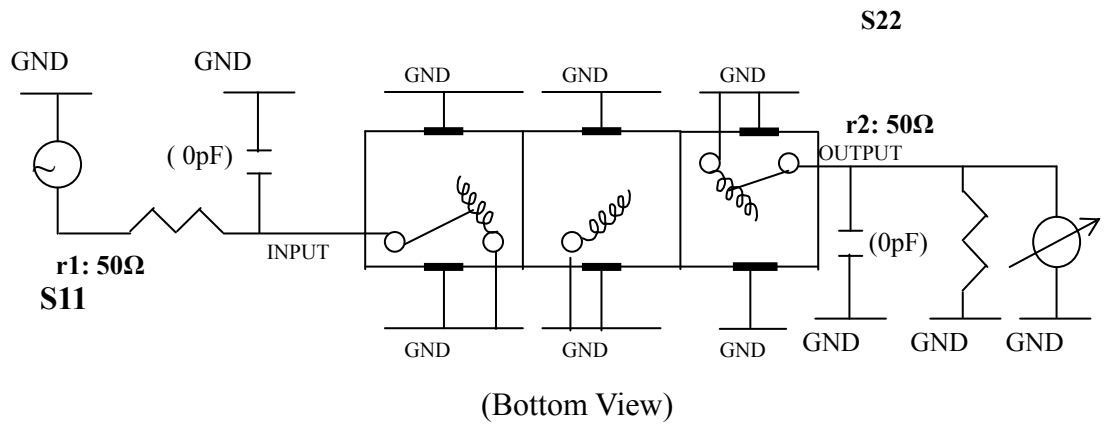 S22
GND
GND
GND
GND
GND
r2: 50Ω
( 0pF)
OUTPUT
INPUT
(0pF)
r1: 50Ω
S11
GND
GND
GND
GND
GND
GND
(Bottom View)